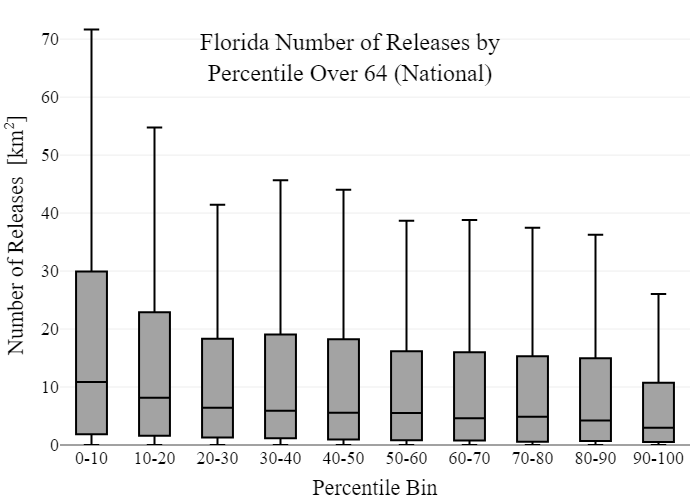 Florida Number of Releases by
Percentile Over 64 (National)
Number of Releases [km²]
70
60
50
40
30
20
10
0
0-10 10-20 20-30 30-40 40-50 50-60 60-70 70-80 80-90 90-100
Percentile Bin